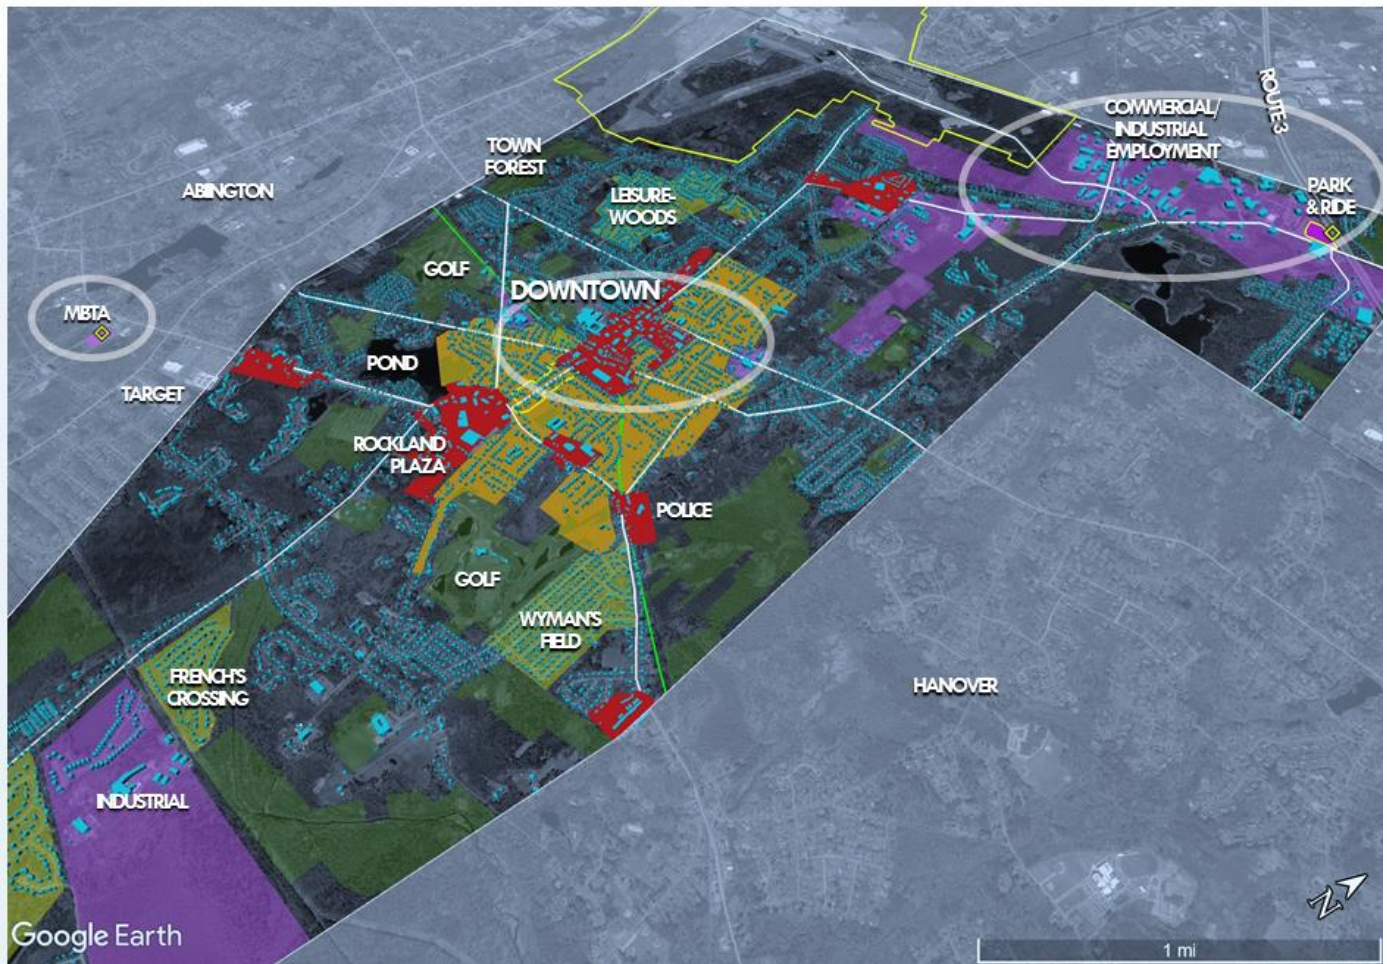 ROUTE 3
COMMERCIAL/
INDUSTRIAL
EMPLOYMENT
TOWN
FOREST
ABINGTON
LEISURE-
WOODS
PARK
& RIDE
GOLF
DOWNTOWN
MBTA
POND
TARGET
ROCKLAND
PLAZA
POLICE
GOLF
WYMAN'S
FIELD
FRENCH'S
CROSSING
HANOVER
INDUSTRIAL
N
Google Earth
1 mi